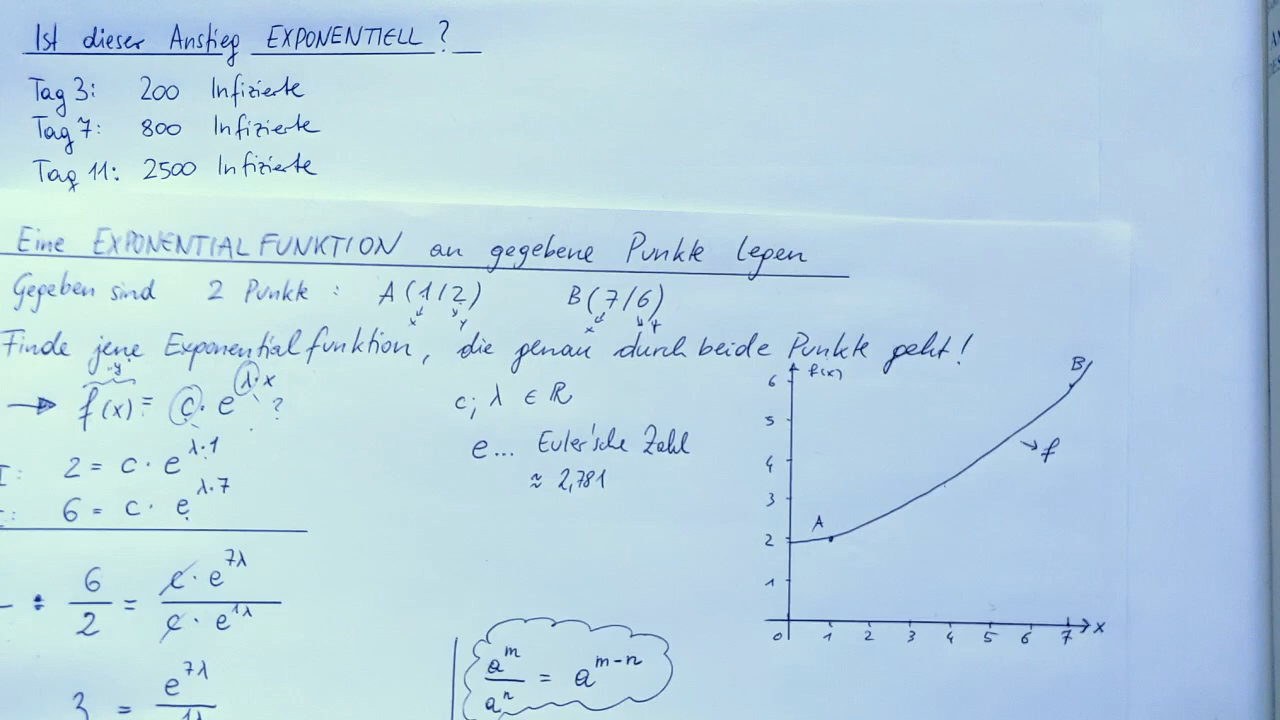 Ist dieser Anstieg EXPONENTIELL?
Tag 3: 200 Infizierte
Tag 7: 800 Infizierte
Tag 11: 2500 Infizierte
Eine EXPONENTIALFUNKTION an gegebene Punkte legen
Gegeben sind 2 Punkte: A(1/2) B(7/6)
x y x y
Finde jene Exponentialfunktion, die genau durch beide Punkte geht!
y
→ f(x) = c · e^λ·x ?
c; λ ∈ ℝ
e... Euler'sche Zahl
≈ 2,781
I: 2 = c · e^λ·1
: 6 = c · e^λ·7
÷ 6/2 = c · e^7λ / c · e^1λ
3 = e^7λ / 1λ
a^m / a^n = a^m-n
f(x)
B
6
5
4
3
2
1
A
f
0 1 2 3 4 5 6 7 x